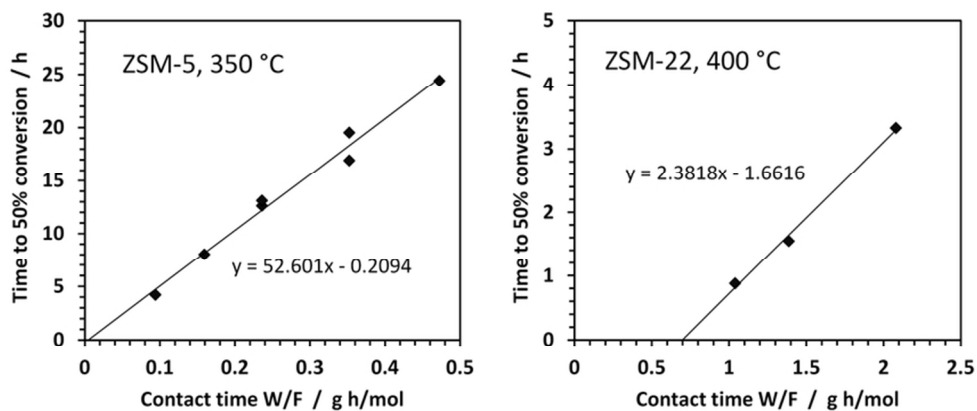 ZSM-5, 350 °C
Time to 50% conversion / h
30
25
20
15
10
5
0
y = 52.601x - 0.2094
0 0.1 0.2 0.3 0.4 0.5
Contact time W/F / g h/mol
ZSM-22, 400 °C
Time to 50% conversion / h
5
4
3
2
1
0
y = 2.3818x - 1.6616
0 0.5 1 1.5 2 2.5
Contact time W/F / g h/mol